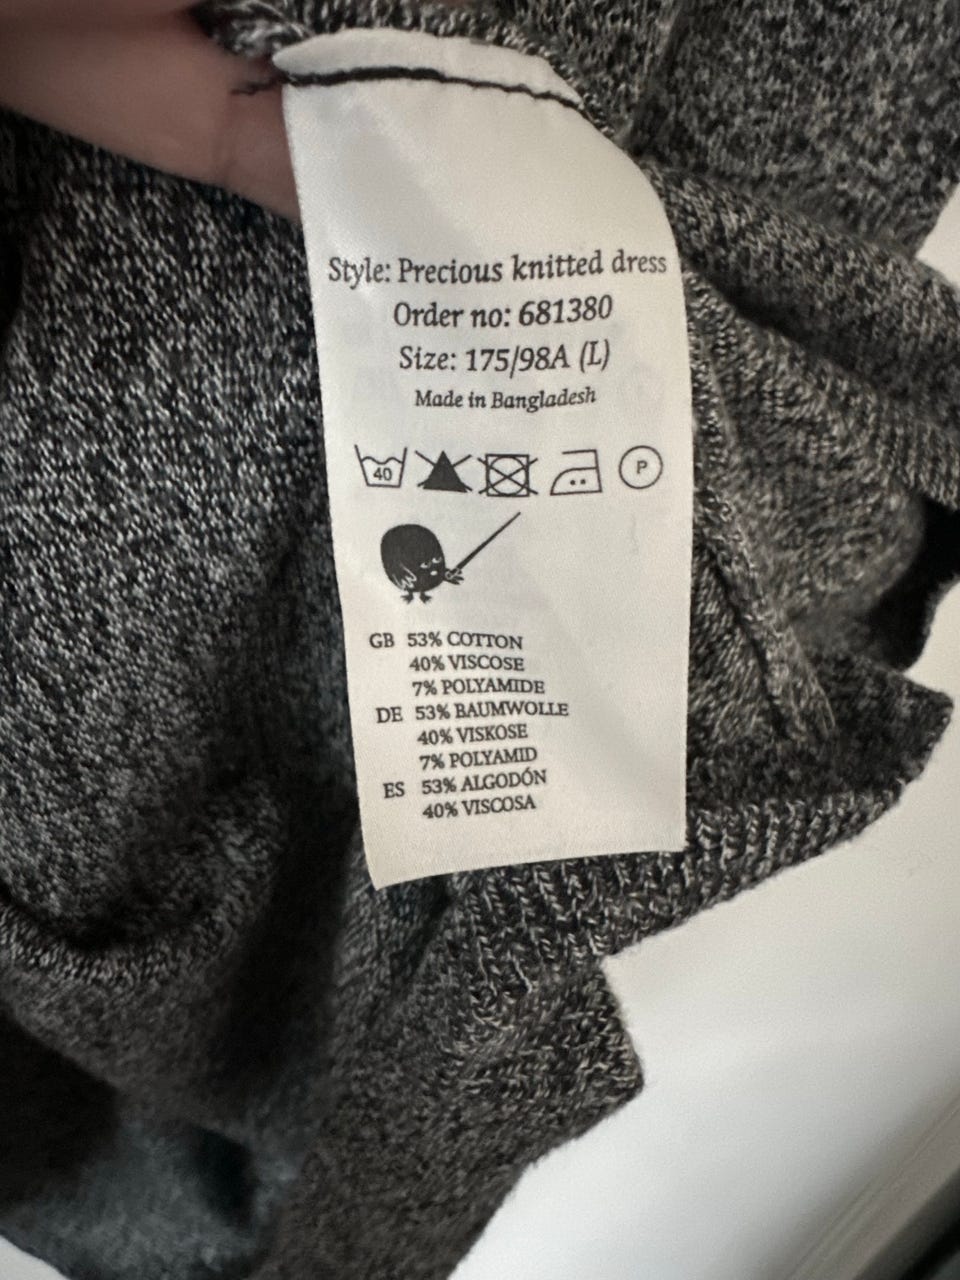 Style: Precious knitted dress
Order no: 681380
Size: 175/98A (L)
Made in Bangladesh
40 P
GB 53% COTTON
40% VISCOSE
7% POLYAMIDE
DE 53% BAUMWOLLE
40% VISKOSE
7% POLYAMID
ES 53% ALGODÓN
40% VISCOSA